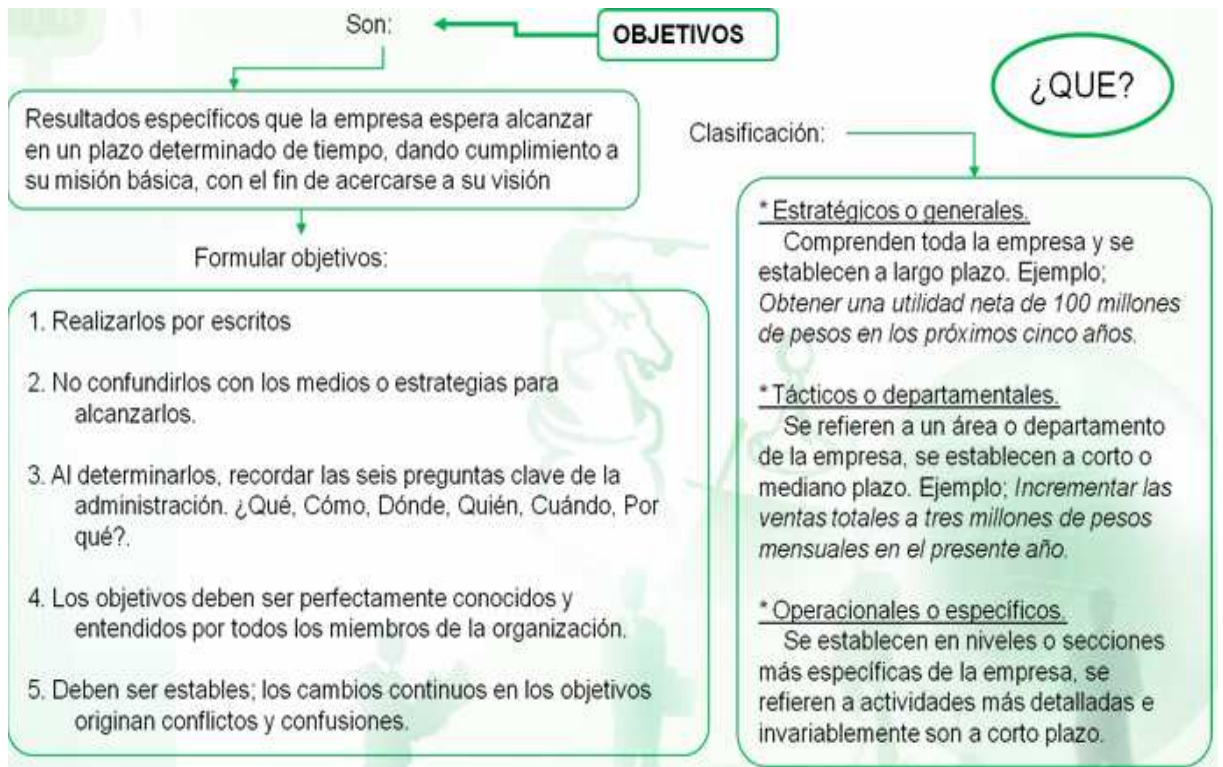 OBJETIVOS
Son:
Resultados específicos que la empresa espera alcanzar
en un plazo determinado de tiempo, dando cumplimiento a
su misión básica, con el fin de acercarse a su visión
Formular objetivos:
1. Realizarlos por escritos
2. No confundirlos con los medios o estrategias para
alcanzarlos.
3. Al determinarlos, recordar las seis preguntas clave de la
administración. ¿Qué, Cómo, Dónde, Quién, Cuándo, Por
qué?.
4. Los objetivos deben ser perfectamente conocidos y
entendidos por todos los miembros de la organización.
5. Deben ser estables; los cambios continuos en los objetivos
originan conflictos y confusiones.
¿QUE?
Clasificación:
* Estratégicos o generales.
Comprenden toda la empresa y se
establecen a largo plazo. Ejemplo;
Obtener una utilidad neta de 100 millones
de pesos en los próximos cinco años.
* Tácticos o departamentales.
Se refieren a un área o departamento
de la empresa, se establecen a corto o
mediano plazo. Ejemplo; Incrementar las
ventas totales a tres millones de pesos
mensuales en el presente año.
* Operacionales o específicos.
Se establecen en niveles o secciones
más específicas de la empresa, se
refieren a actividades más detalladas e
invariablemente son a corto plazo.